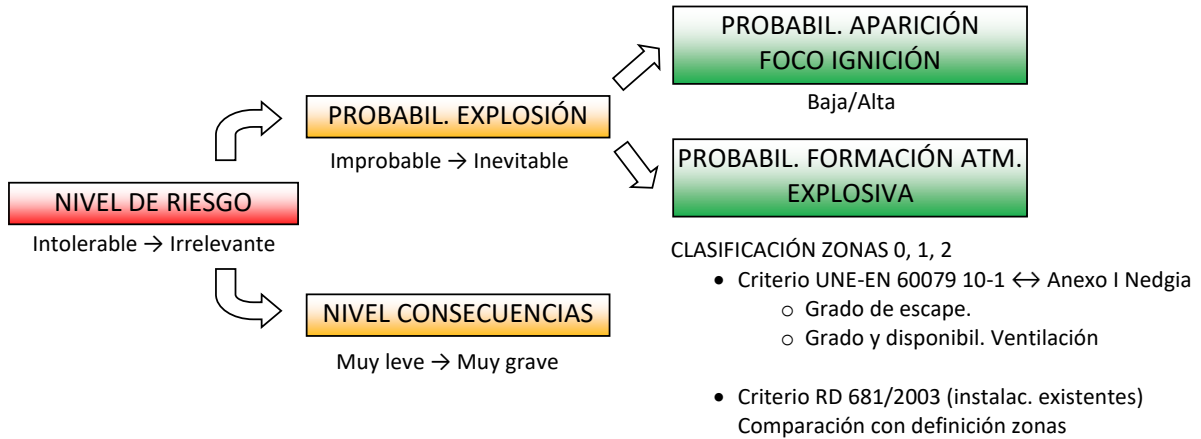 PROBABIL. APARICIÓN
FOCO IGNICIÓN
Baja/Alta
PROBABIL. EXPLOSIÓN
Improbable → Inevitable
PROBABIL. FORMACIÓN ATM.
EXPLOSIVA
NIVEL DE RIESGO
Intolerable → Irrelevante
CLASIFICACIÓN ZONAS 0, 1, 2
• Criterio UNE-EN 60079 10-1 ↔ Anexo I Nedgia
o Grado de escape.
o Grado y disponibil. Ventilación
• Criterio RD 681/2003 (instalac. existentes)
Comparación con definición zonas
NIVEL CONSECUENCIAS
Muy leve → Muy grave